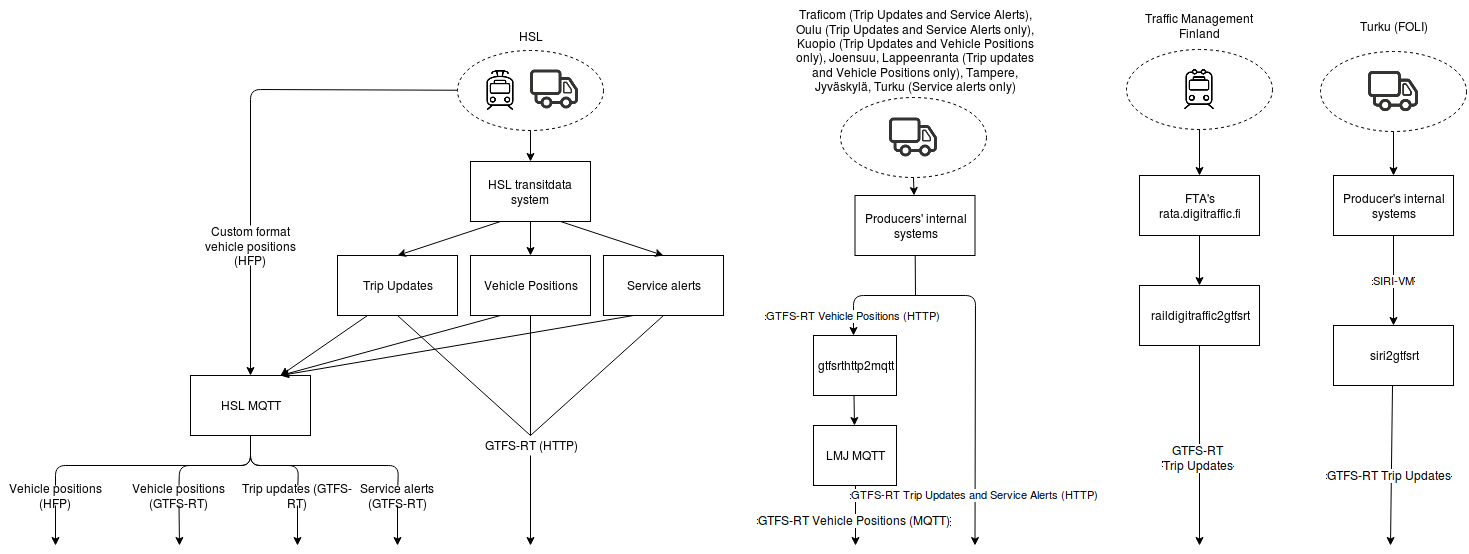 HSL
HSL transitdata
system
Custom format
vehicle positions
(HFP)
Trip Updates
Vehicle Positions
Service alerts
HSL MQTT
GTFS-RT (HTTP)
Vehicle positions
(HFP)
Vehicle positions
(GTFS-RT)
Trip updates (GTFS-
RT)
Service alerts
(GTFS-RT)
Traficom (Trip Updates and Service Alerts),
Oulu (Trip Updates and Service Alerts only),
Kuopio (Trip Updates and Vehicle Positions
only), Joensuu, Lappeenranta (Trip updates
and Vehicle Positions only), Tampere,
Jyväskylä, Turku (Service alerts only)
Producers' internal
systems
GTFS-RT Vehicle Positions (HTTP)
gtfsrthttp2mqtt
LMJ MQTT
GTFS-RT Trip Updates and Service Alerts (HTTP)
GTFS-RT Vehicle Positions (MQTT)
Traffic Management
Finland
FTA's
rata.digitraffic.fi
raildigitraffic2gtfsrt
GTFS-RT
Trip Updates
Turku (FOLI)
Producer's internal
systems
SIRI-VM
siri2gtfsrt
GTFS-RT Trip Updates